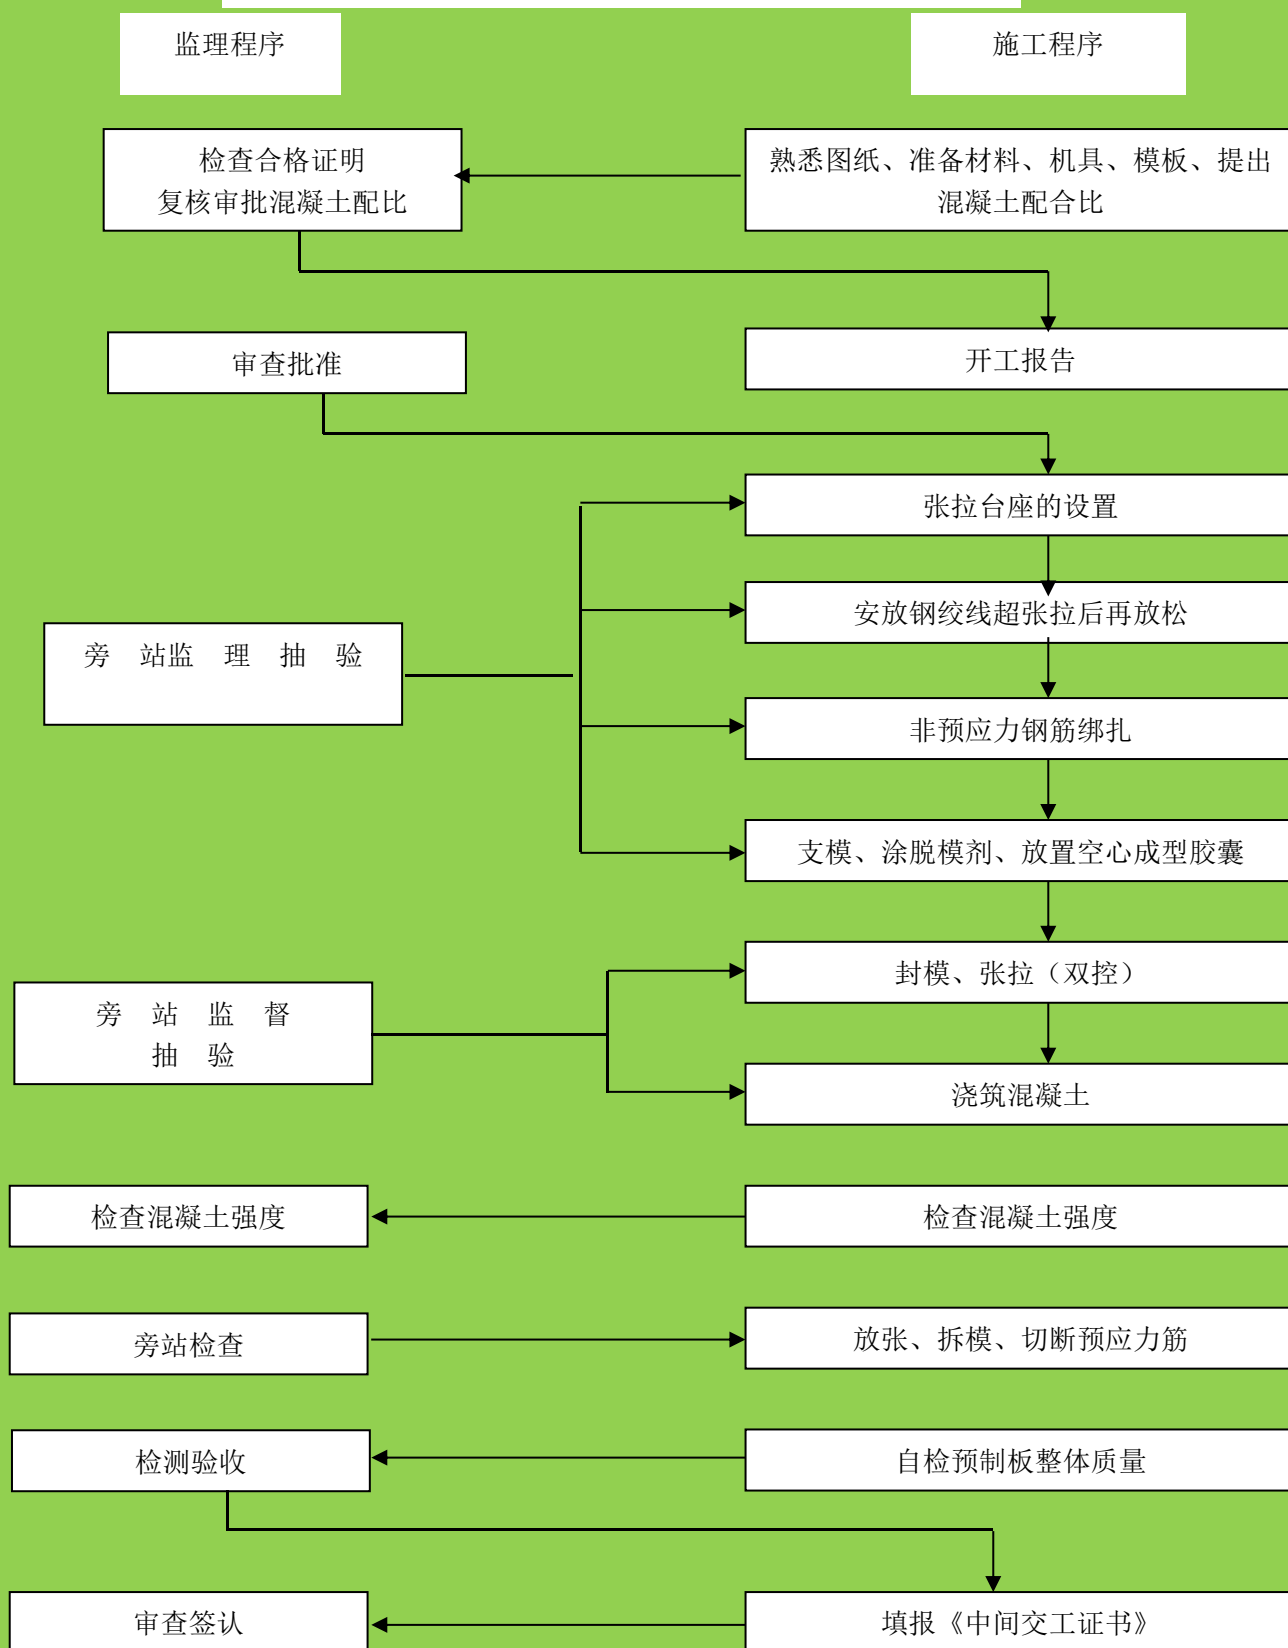 监理程序
施工程序
检查合格证明
复核审批混凝土配比
熟悉图纸、准备材料、机具、模板、提出
混凝土配合比
审查批准
开工报告
张拉台座的设置
安放钢绞线超张拉后再放松
旁 站监 理 抽 验
非预应力钢筋绑扎
支模、涂脱模剂、放置空心成型胶囊
封模、张拉（双控）
旁 站 监 督
抽 验
浇筑混凝土
检查混凝土强度
检查混凝土强度
旁站检查
放张、拆模、切断预应力筋
检测验收
自检预制板整体质量
审查签认
填报《中间交工证书》